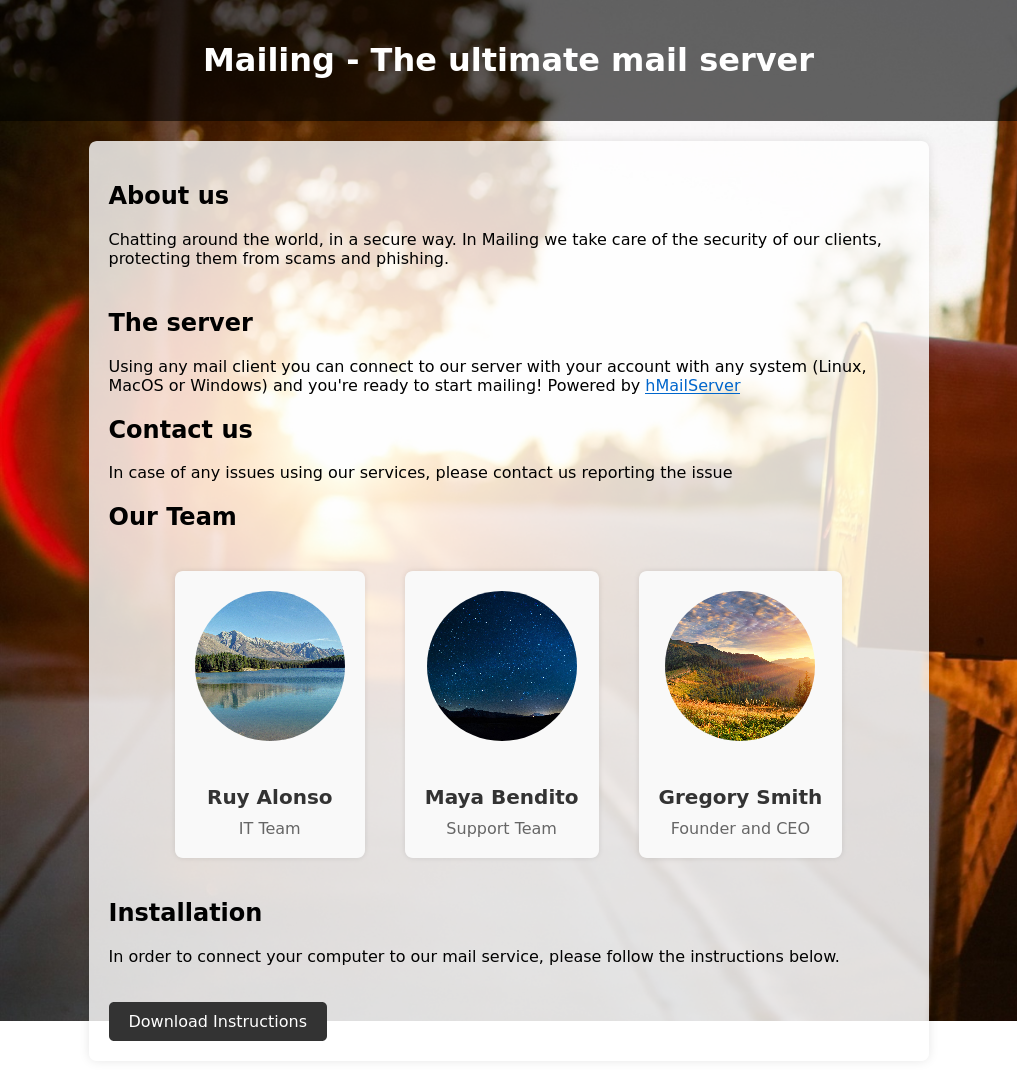 Mailing - The ultimate mail server
About us
Chatting around the world, in a secure way. In Mailing we take care of the security of our clients,
protecting them from scams and phishing.
The server
Using any mail client you can connect to our server with your account with any system (Linux,
MacOS or Windows) and you're ready to start mailing! Powered by hMailServer
Contact us
In case of any issues using our services, please contact us reporting the issue
Our Team
Ruy Alonso
IT Team
Maya Bendito
Support Team
Gregory Smith
Founder and CEO
Installation
In order to connect your computer to our mail service, please follow the instructions below.
Download Instructions